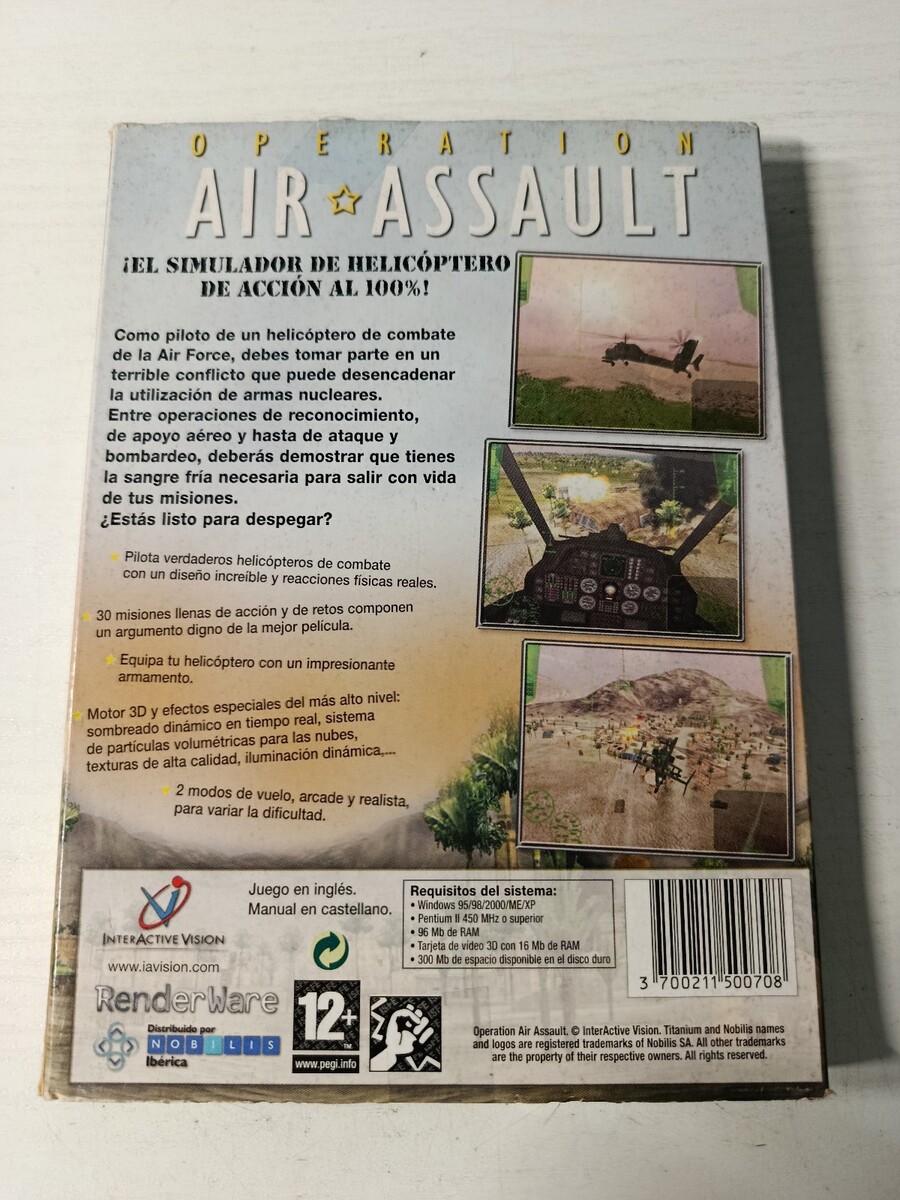 OPERATION
AIR ASSAULT
¡EL SIMULADOR DE HELICÓPTERO
DE ACCIÓN AL 100%!
Como piloto de un helicóptero de combate
de la Air Force, debes tomar parte en un
terrible conflicto que puede desencadenar
la utilización de armas nucleares.
Entre operaciones de reconocimiento,
de apoyo aéreo y hasta de ataque y
bombardeo, deberás demostrar que tienes
la sangre fría necesaria para salir con vida
de tus misiones.
¿Estás listo para despegar?
Pilota verdaderos helicópteros de combate
con un diseño increíble y reacciones físicas reales.
30 misiones llenas de acción y de retos componen
un argumento digno de la mejor película.
Equipa tu helicóptero con un impresionante
armamento.
Motor 3D y efectos especiales del más alto nivel:
sombreado dinámico en tiempo real, sistema
de partículas volumétricas para las nubes,
texturas de alta calidad, iluminación dinámica,...
2 modos de vuelo, arcade y realista,
para variar la dificultad.
INTERACTIVE VISION
www.iavision.com
RenderWare
Distribuido por
NOBILIS
Ibérica
Juego en inglés.
Manual en castellano.
12+
TM
www.pegi.info
Requisitos del sistema:
• Windows 95/98/2000/ME/XP
• Pentium II 450 MHz o superior
• 96 Mb de RAM
• Tarjeta de vídeo 3D con 16 Mb de RAM
• 300 Mb de espacio disponible en el disco duro
3 700211 500708
Operation Air Assault. © InterActive Vision. Titanium and Nobilis names
and logos are registered trademarks of Nobilis SA. All other trademarks
are the property of their respective owners. All rights reserved.